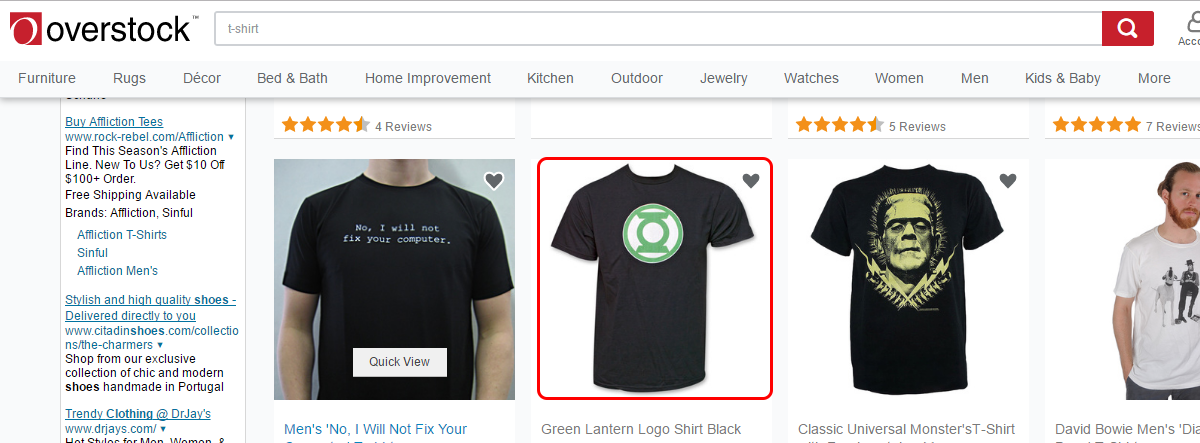 overstock™
t-shirt
Furniture
Rugs
Décor
Bed & Bath
Home Improvement
Kitchen
Outdoor
Jewelry
Watches
Women
Men
Kids & Baby
More
Buy Affliction Tees
www.rock-rebel.com/Affliction
Find This Season's Affliction
Line. New To Us? Get $10 Off
$100+ Order.
Free Shipping Available
Brands: Affliction, Sinful
Affliction T-Shirts
Sinful
Affliction Men's
Stylish and high quality shoes -
Delivered directly to you
www.citadinshoes.com/collectio
ns/the-charmers
Shop from our exclusive
collection of chic and modern
shoes handmade in Portugal
Trendy Clothing @ DrJay's
www.drjays.com/
4 Reviews
5 Reviews
7 Reviews
No, I will not
fix your computer.
Quick View
Men's 'No, I Will Not Fix Your
Green Lantern Logo Shirt Black
Classic Universal Monster'sT-Shirt
David Bowie Men's 'Dia